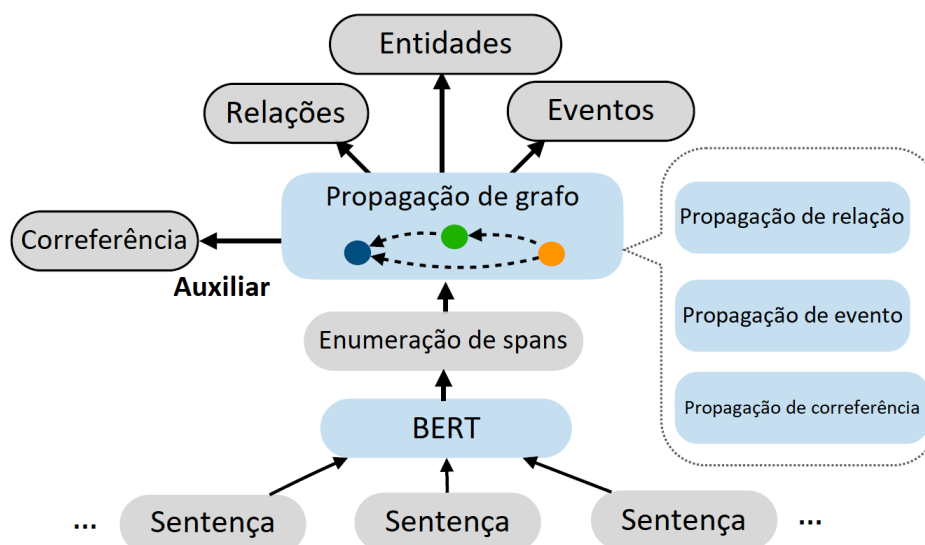 Entidades
Relações
Eventos
Propagação de grafo
Propagação de relação
Correferência
Auxiliar
Propagação de evento
Enumeração de spans
Propagação de correferência
BERT
... Sentença Sentença Sentença ...